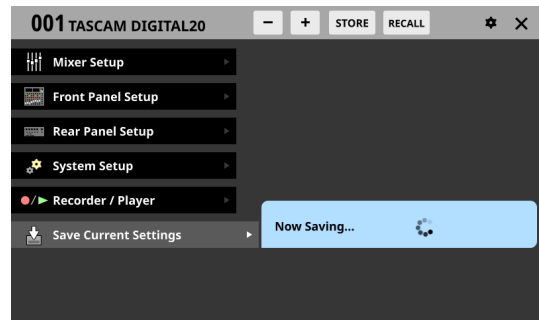 001 TASCAM DIGITAL20 − + STORE RECALL
Mixer Setup
Front Panel Setup
Rear Panel Setup
System Setup
Recorder / Player
Save Current Settings
Now Saving...